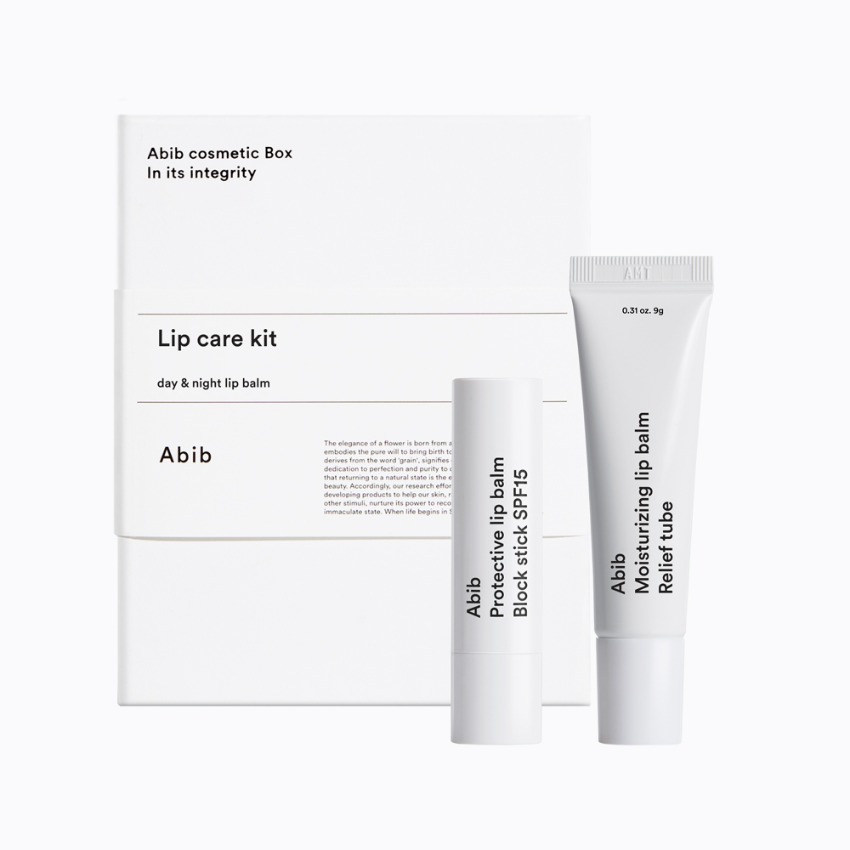 Abib cosmetic Box
In its integrity
Lip care kit
day & night lip balm
Abib
The elegance of a flower is born from a
embodies the pure will to bring birth to
derives from the word 'grain', signifies
dedication to perfection and purity to
that returning to a natural state is the
beauty. Accordingly, our research effor
developing products to help our skin,
other stimuli, nurture its power to reco
immaculate state. When life begins in
Abib
Protective lip balm
Block stick SPF15
AMT
0.31 oz. 9g
Abib
Moisturizing lip balm
Relief tube